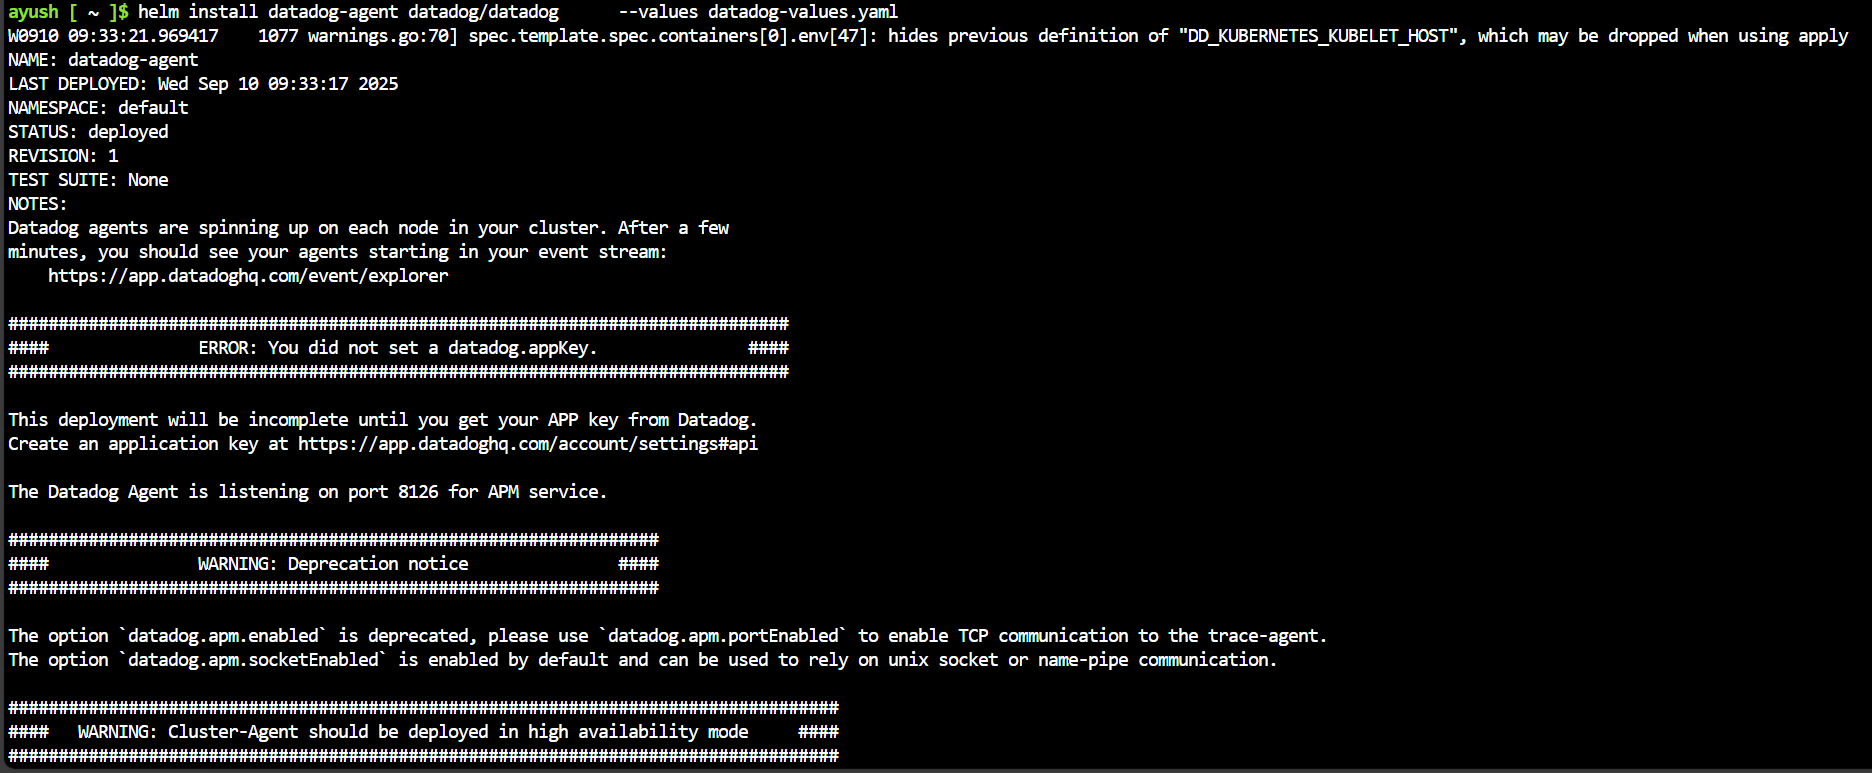 ayush [ ~ ]$ helm install datadog-agent datadog/datadog      --values datadog-values.yaml
W0910 09:33:21.969417    1077 warnings.go:70] spec.template.spec.containers[0].env[47]: hides previous definition of "DD_KUBERNETES_KUBELET_HOST", which may be dropped when using apply
NAME: datadog-agent
LAST DEPLOYED: Wed Sep 10 09:33:17 2025
NAMESPACE: default
STATUS: deployed
REVISION: 1
TEST SUITE: None
NOTES:
Datadog agents are spinning up on each node in your cluster. After a few
minutes, you should see your agents starting in your event stream:
    https://app.datadoghq.com/event/explorer

##############################################################################
####               ERROR: You did not set a datadog.appKey.               ####
##############################################################################

This deployment will be incomplete until you get your APP key from Datadog.
Create an application key at https://app.datadoghq.com/account/settings#api

The Datadog Agent is listening on port 8126 for APM service.

#################################################################
####               WARNING: Deprecation notice               ####
#################################################################

The option `datadog.apm.enabled` is deprecated, please use `datadog.apm.portEnabled` to enable TCP communication to the trace-agent.
The option `datadog.apm.socketEnabled` is enabled by default and can be used to rely on unix socket or name-pipe communication.

###################################################################################
####   WARNING: Cluster-Agent should be deployed in high availability mode     ####
###################################################################################